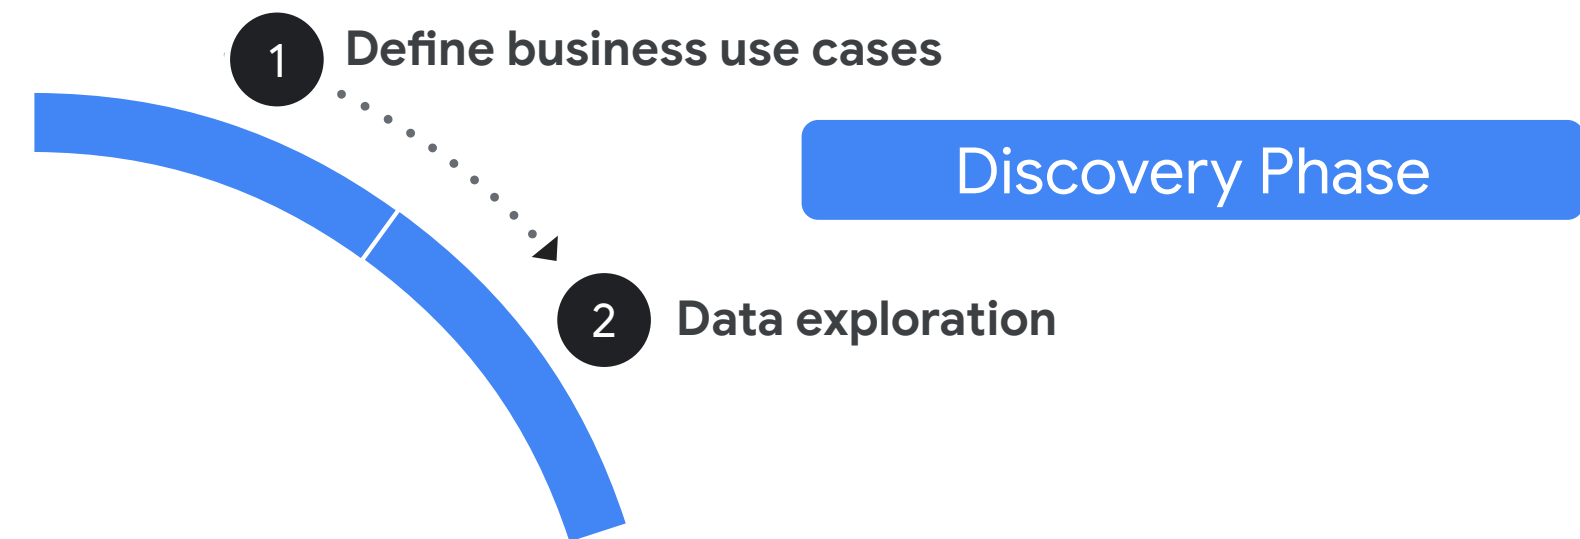 1
Define business use cases
Discovery Phase
2
Data exploration